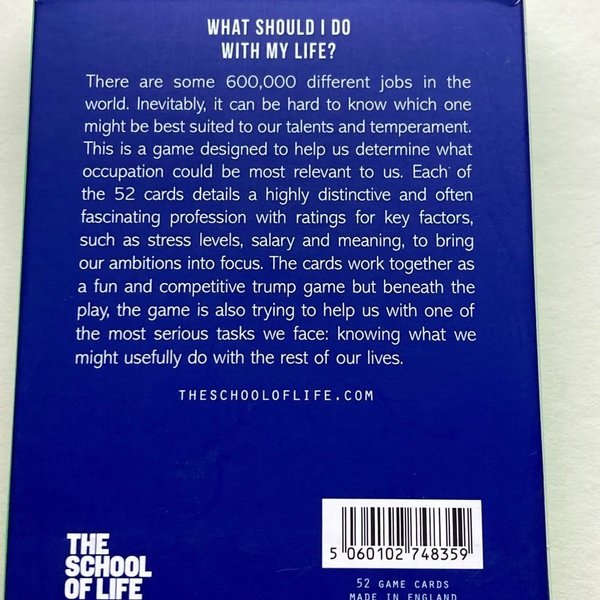 WHAT SHOULD I DO
WITH MY LIFE?
There are some 600,000 different jobs in the
world. Inevitably, it can be hard to know which one
might be best suited to our talents and temperament.
This is a game designed to help us determine what
occupation could be most relevant to us. Each of
the 52 cards details a highly distinctive and often
fascinating profession with ratings for key factors,
such as stress levels, salary and meaning, to bring
our ambitions into focus. The cards work together as
a fun and competitive trump game but beneath the
play, the game is also trying to help us with one of
the most serious tasks we face: knowing what we
might usefully do with the rest of our lives.
THESCHOOLOFLIFE.COM
5 060102 748359
THE
SCHOOL
OF LIFE
52 GAME CARDS
MADE IN ENGLAND